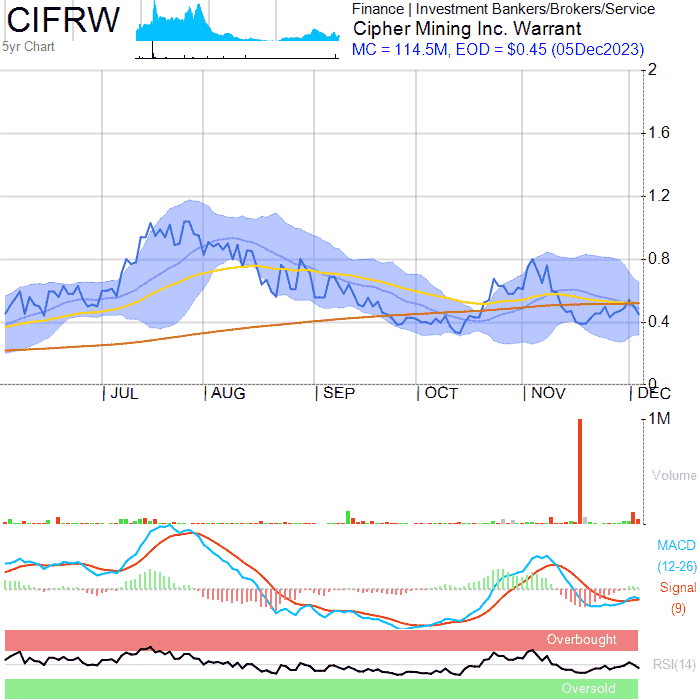 CIFRW
5yr Chart
Finance | Investment Bankers/Brokers/Service
Cipher Mining Inc. Warrant
MC = 114.5M, EOD = $0.45 (05Dec2023)
2
1.6
1.2
0.8
0.4
0
JUL AUG SEP OCT NOV DEC
1M
Volume
MACD
(12-26)
Signal
(9)
Overbought
RSI(14)
Oversold